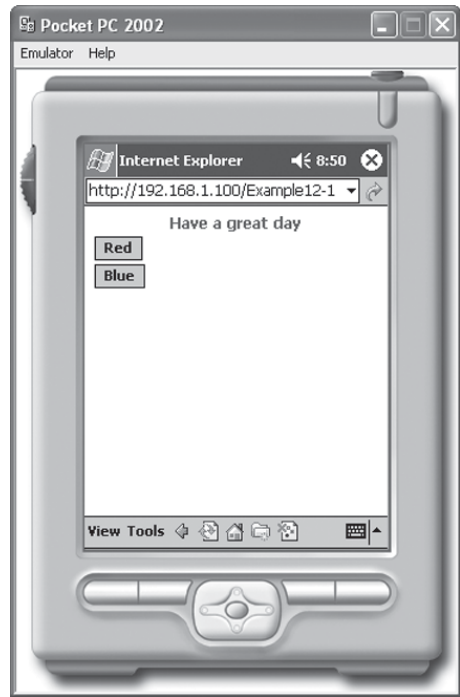 Pocket PC 2002
Emulator Help
Internet Explorer 8:50
http://192.168.1.100/Example12-1
Have a great day
Red
Blue
View Tools